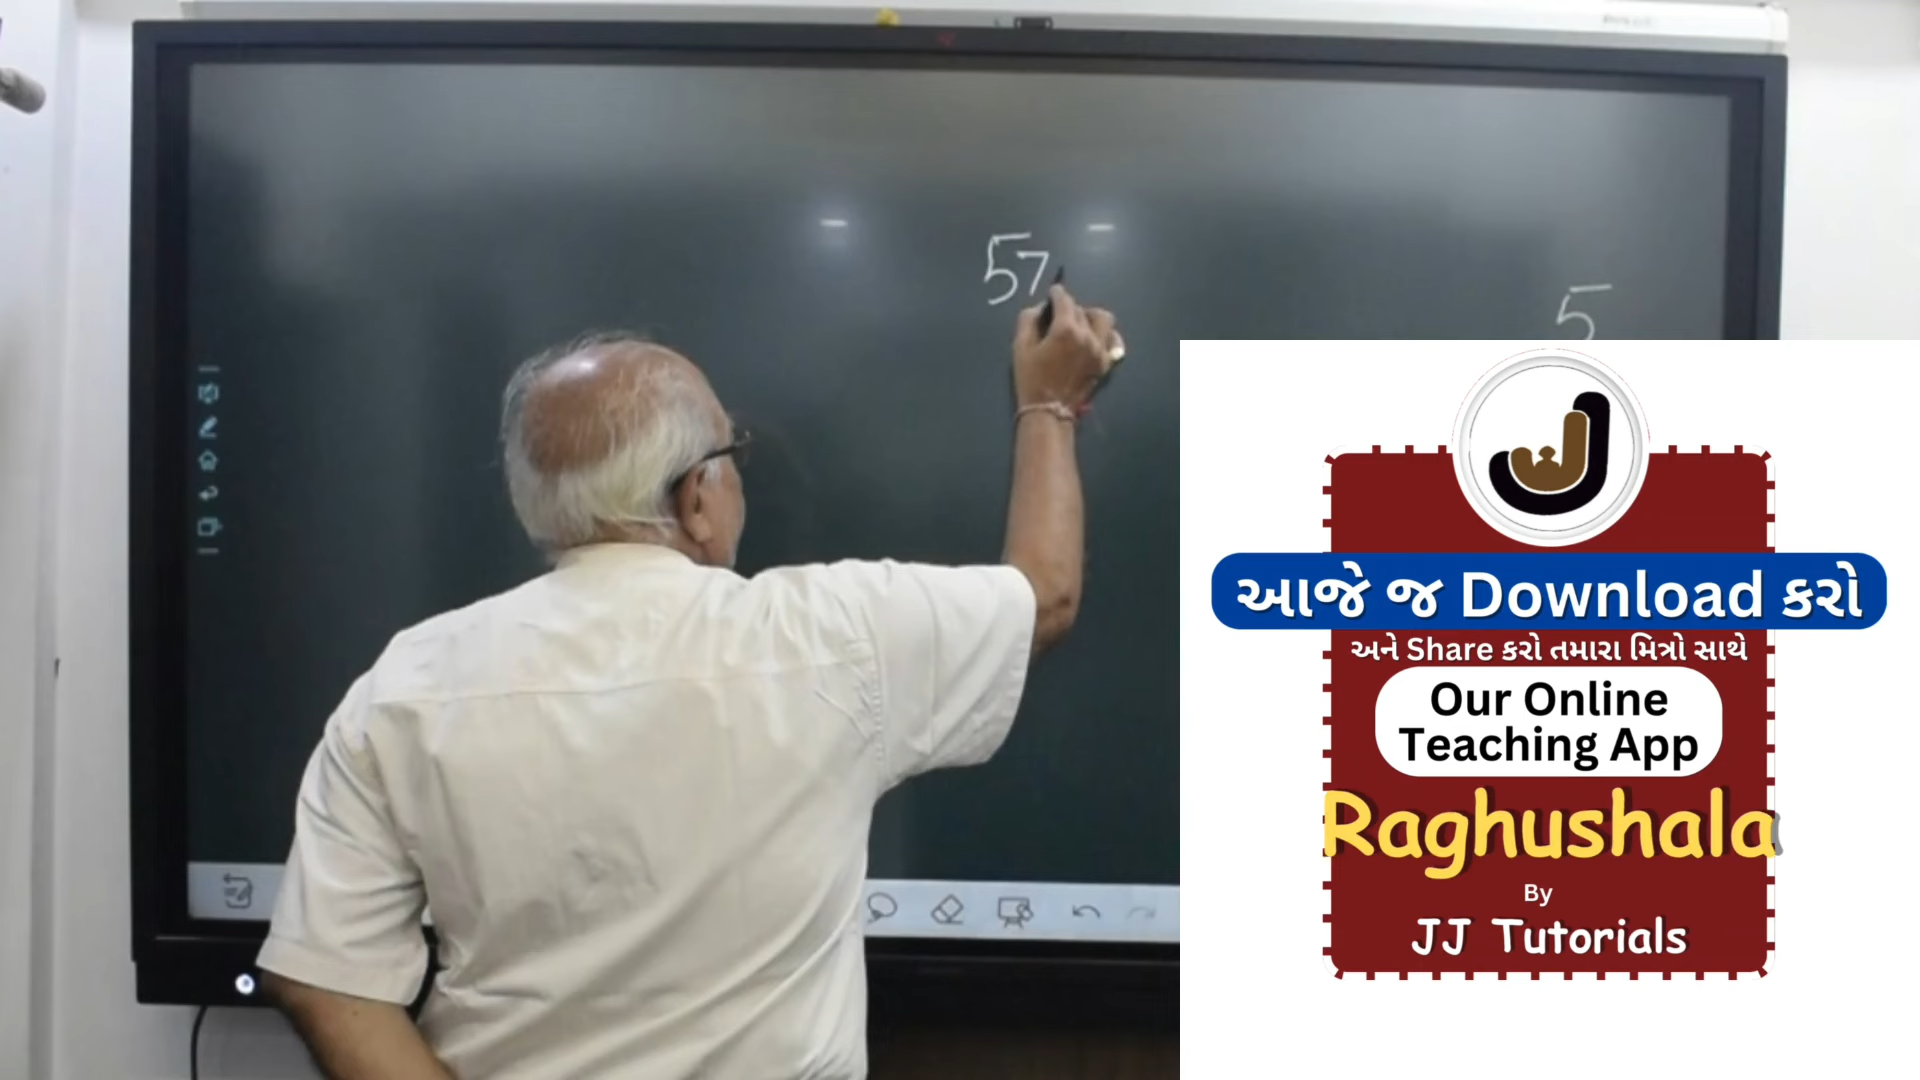 57
5
આજે જ Download કરો
અને Share કરો તમારા મિત્રો સાથે
Our Online
Teaching App
Raghushala
By
JJ Tutorials